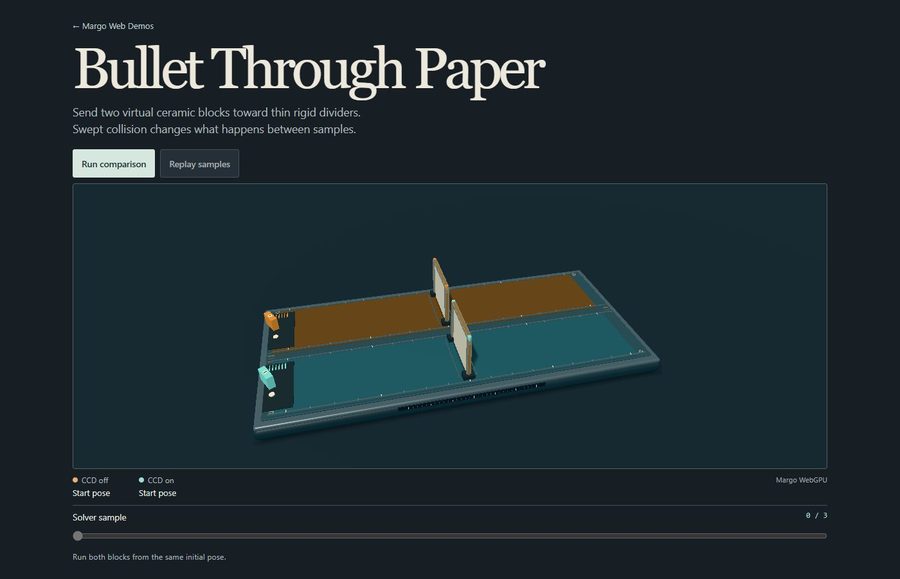 ← Margo Web Demos
Bullet Through Paper
Send two virtual ceramic blocks toward thin rigid dividers.
Swept collision changes what happens between samples.
Run comparison Replay samples
CCD off CCD on Margo WebGPU
Start pose Start pose
Solver sample 0 / 3
Run both blocks from the same initial pose.